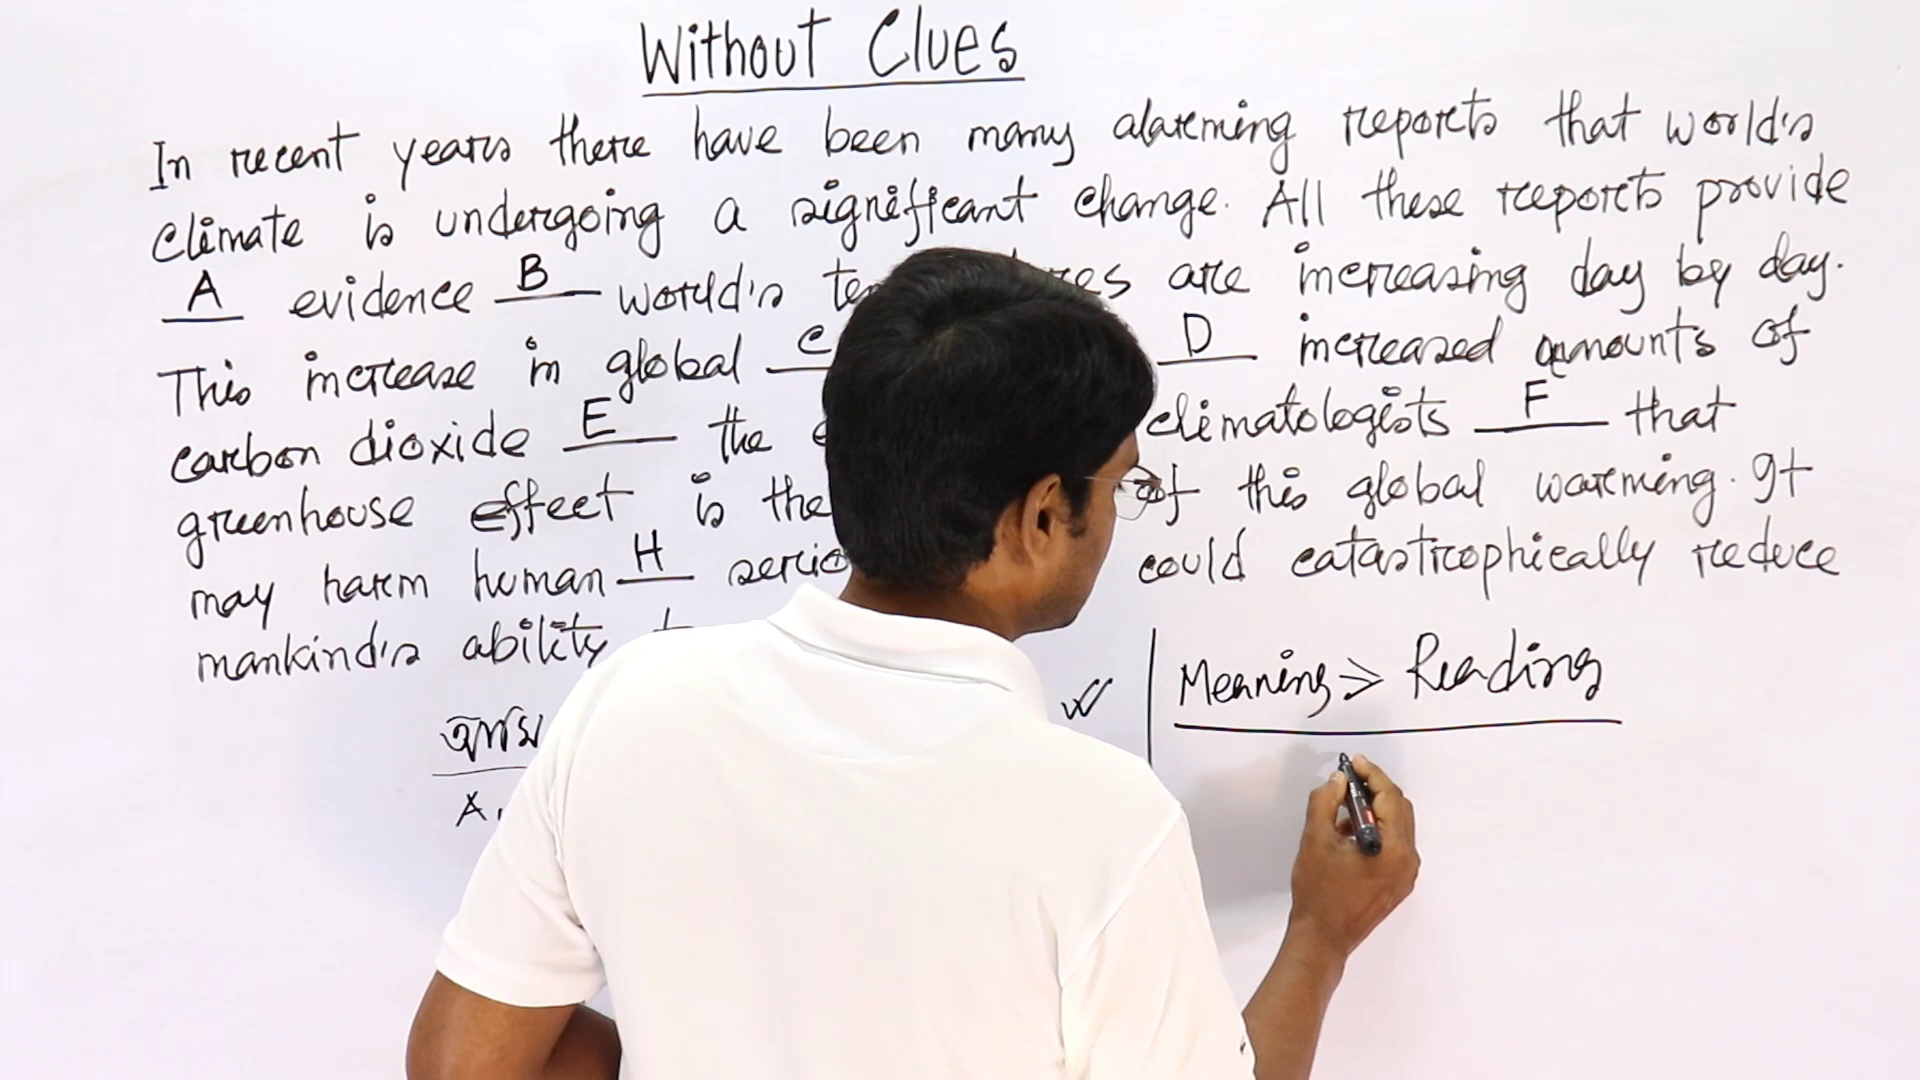 Without Clues
In recent years there have been many alarming reports that world's
climate is undergoing a significant change. All these reports provide
A evidence B world's are increasing day by day.
This increase in global C D increased amounts of
carbon dioxide E the climatologists F that
greenhouse effect is the of this global warming. It
may harm human H could catastrophically reduce
mankind's ability
Meaning > Reading
A.